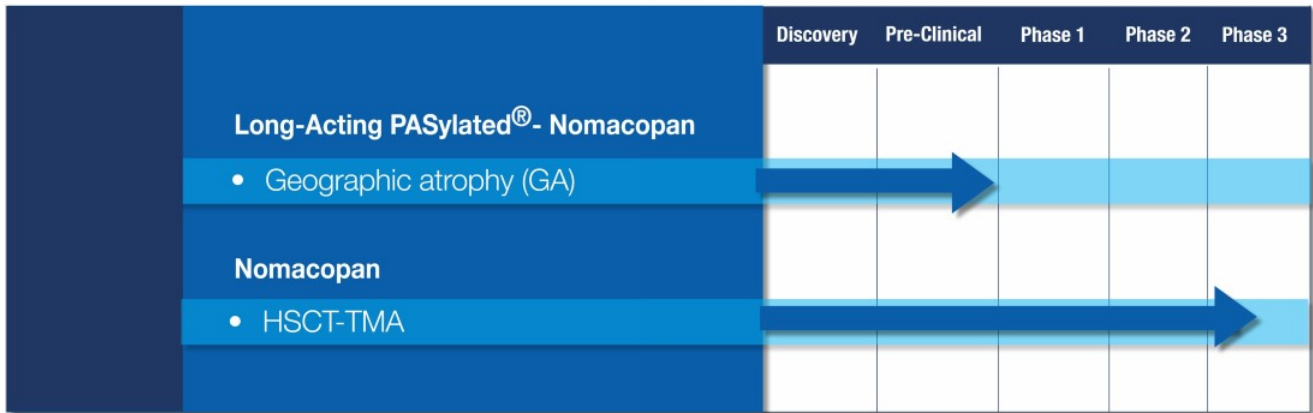 Discovery Pre-Clinical Phase 1 Phase 2 Phase 3
Long-Acting PASylated®- Nomacopan
• Geographic atrophy (GA)
Nomacopan
• HSCT-TMA